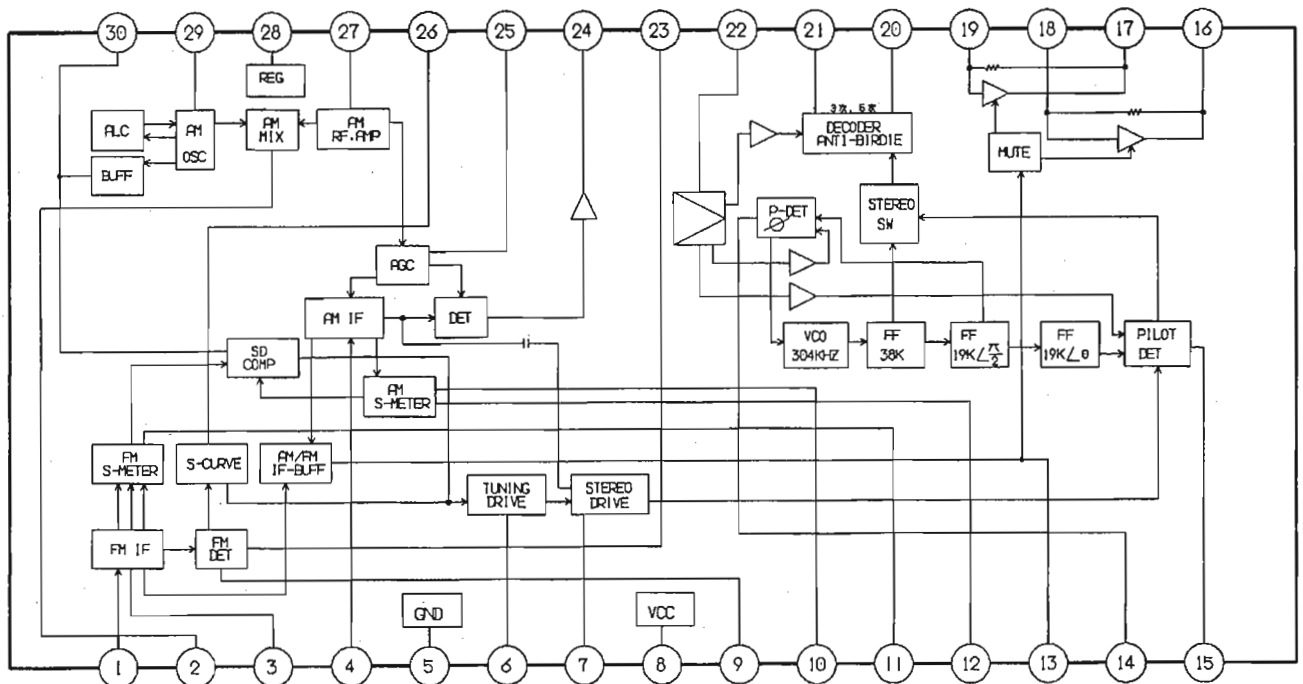 30 29 28 27 26 25 24 23 22 21 20 19 18 17 16
REG
3次, 5次
ALC
AM
OSC
AM
MIX
AM
RF.AMP
DECODER
ANTI-BIRDIE
MUTE
BUFF
P-DET
STEREO
SW
AGC
AM IF
DET
VCO
304KHZ
FF
38K
FF
19K∠π/2
FF
19K∠θ
PILOT
DET
SD
COMP
AM
S-METER
FM
S-METER
S-CURVE
AM/FM
IF-BUFF
TUNING
DRIVE
STEREO
DRIVE
FM IF
FM
DET
GND
VCC
1 2 3 4 5 6 7 8 9 10 11 12 13 14 15